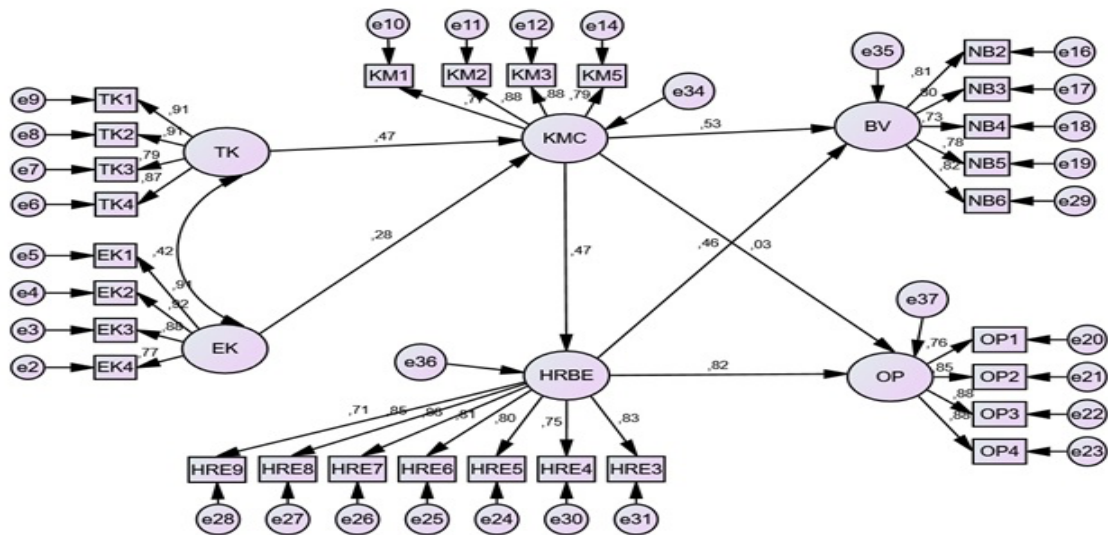 e10 e11 e12 e14
KM1 KM2 KM3 KM5
,88 ,88 ,79
e34
KMC
e35
BV
NB2 e16
NB3 e17
NB4 e18
NB5 e19
NB6 e29
,81
,80
,73
,78
,82
e9 TK1
e8 TK2
e7 TK3
e6 TK4
,91
,91
,79
,87
TK
,47
,53
e5 EK1
e4 EK2
e3 EK3
e2 EK4
,42
,91
,92
,88
,77
EK
,28
,47
,46 ,03
e36
HRBE
,82
e37
OP
OP1 e20
OP2 e21
OP3 e22
OP4 e23
,76
,85
,88
,88
,71 ,85 ,88 ,81 ,80 ,75 ,83
HRE9 HRE8 HRE7 HRE6 HRE5 HRE4 HRE3
e28 e27 e26 e25 e24 e30 e31